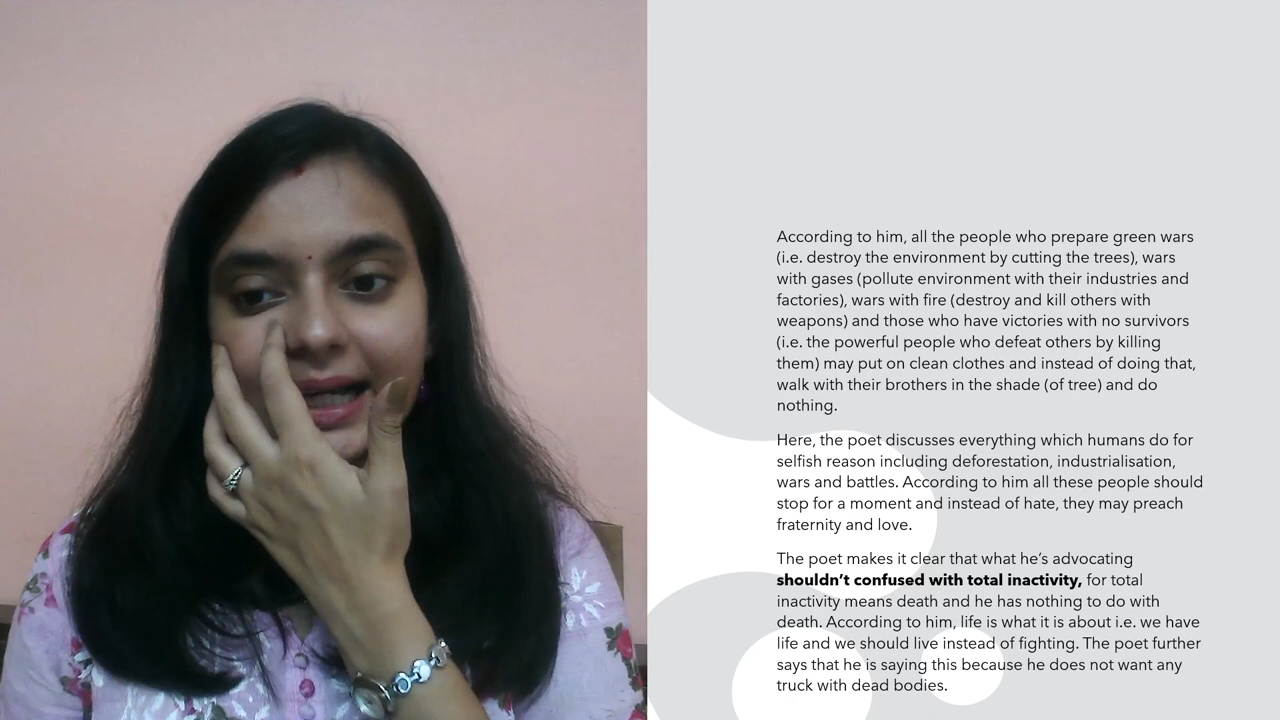 According to him, all the people who prepare green wars
(i.e. destroy the environment by cutting the trees), wars
with gases (pollute environment with their industries and
factories), wars with fire (destroy and kill others with
weapons) and those who have victories with no survivors
(i.e. the powerful people who defeat others by killing
them) may put on clean clothes and instead of doing that,
walk with their brothers in the shade (of tree) and do
nothing.
Here, the poet discusses everything which humans do for
selfish reason including deforestation, industrialisation,
wars and battles. According to him all these people should
stop for a moment and instead of hate, they may preach
fraternity and love.
The poet makes it clear that what he’s advocating
shouldn’t confused with total inactivity, for total
inactivity means death and he has nothing to do with
death. According to him, life is what it is about i.e. we have
life and we should live instead of fighting. The poet further
says that he is saying this because he does not want any
truck with dead bodies.